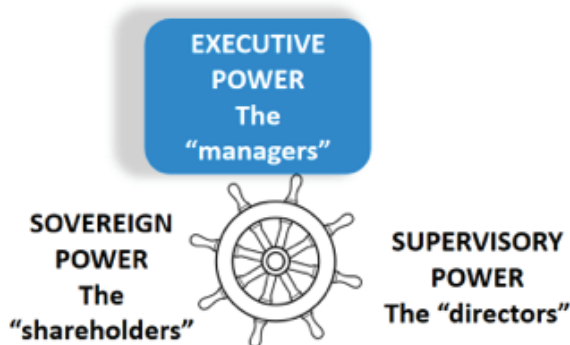 EXECUTIVE
POWER
The
“managers”
SOVEREIGN
POWER
The
“shareholders”
SUPERVISORY
POWER
The “directors”